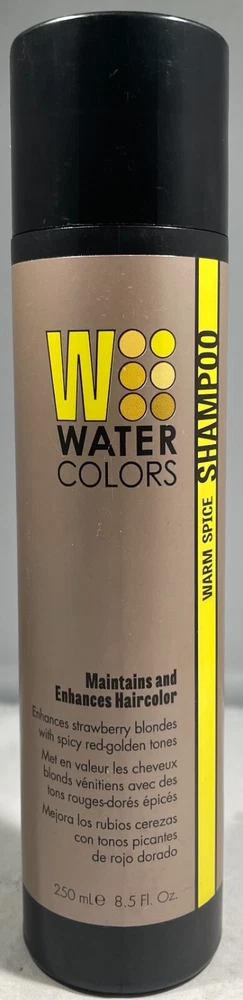 W
WATER
COLORS
WARM SPICE SHAMPOO
Maintains and
Enhances Haircolor
Enhances strawberry blondes
with spicy red-golden tones
Met en valeur les cheveux
blonds vénitiens avec des
tons rouges-dorés épicés
Mejora los rubios cerezas
con tonos picantes
de rojo dorado
250 mL e 8.5 Fl. Oz.